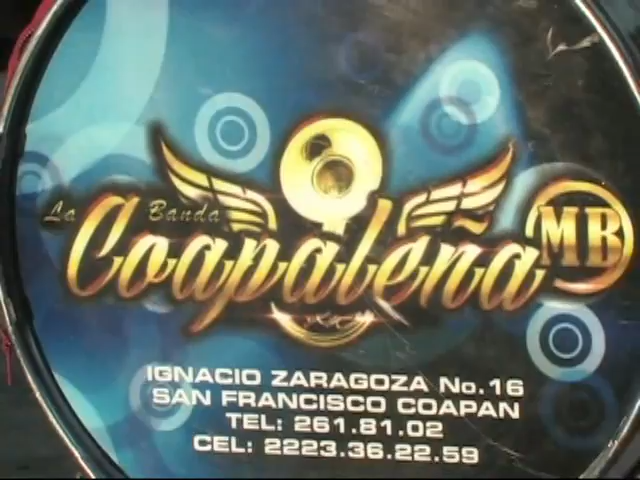 La Banda
Coapaleña MB
IGNACIO ZARAGOZA No.16
SAN FRANCISCO COAPAN
TEL: 261.81.02
CEL: 2223.36.22.59